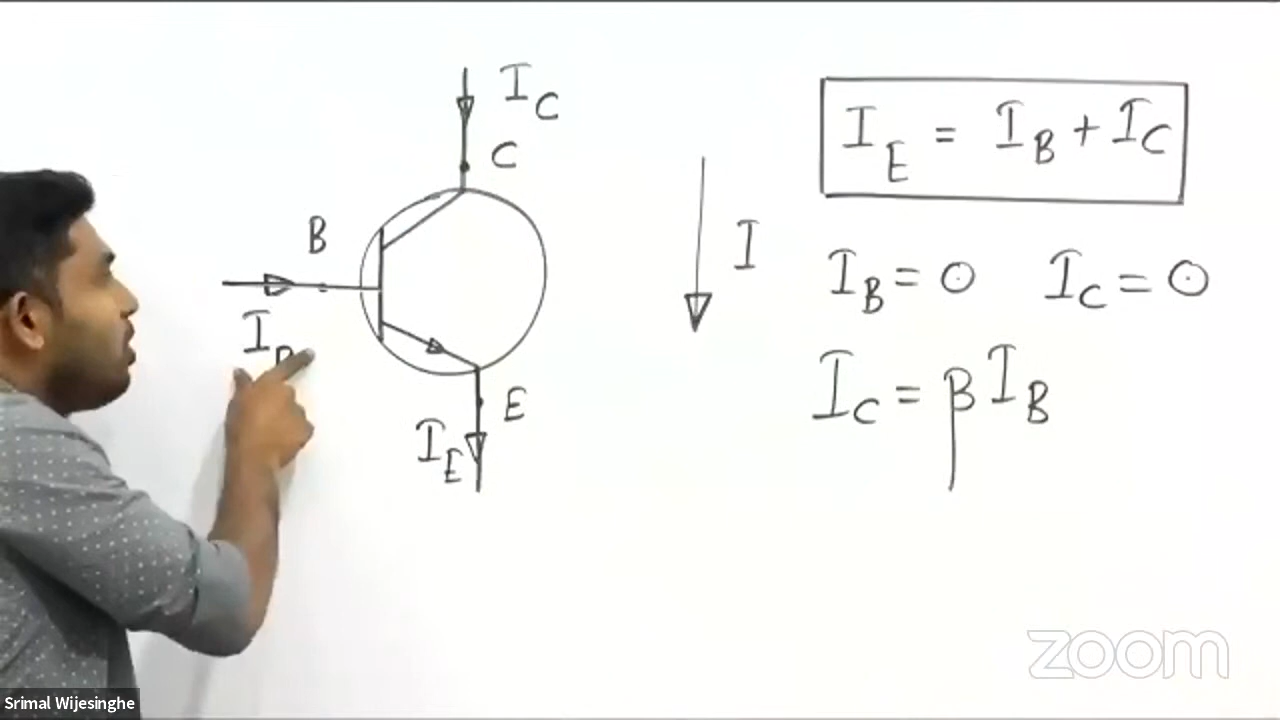 I_C
C
B
I_B
E
I_E
I
I_E = I_B + I_C
I_B = 0 I_C = 0
I_C = β I_B
zoom
Srimal Wijesinghe